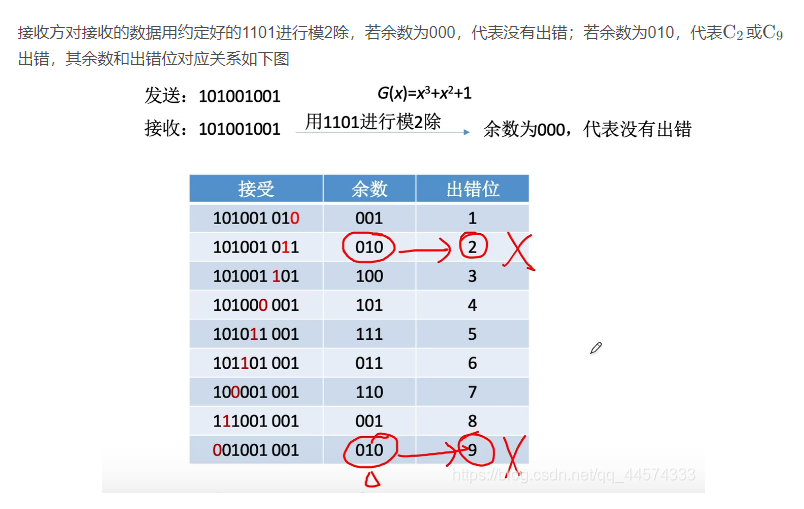 接收方对接收的数据用约定好的1101进行模2除，若余数为000，代表没有出错；若余数为010，代表C₂或C₉
出错，其余数和出错位对应关系如下图
发送：101001001 G(x)=x³+x²+1
接收：101001001 用1101进行模2除 余数为000，代表没有出错
接受 余数 出错位
101001 010 001 1
101001 011 010 2
101001 101 100 3
101000 001 101 4
101011 001 111 5
101101 001 011 6
100001 001 110 7
111001 001 001 8
001001 001 010 9
https://blog.csdn.net/qq_44574333